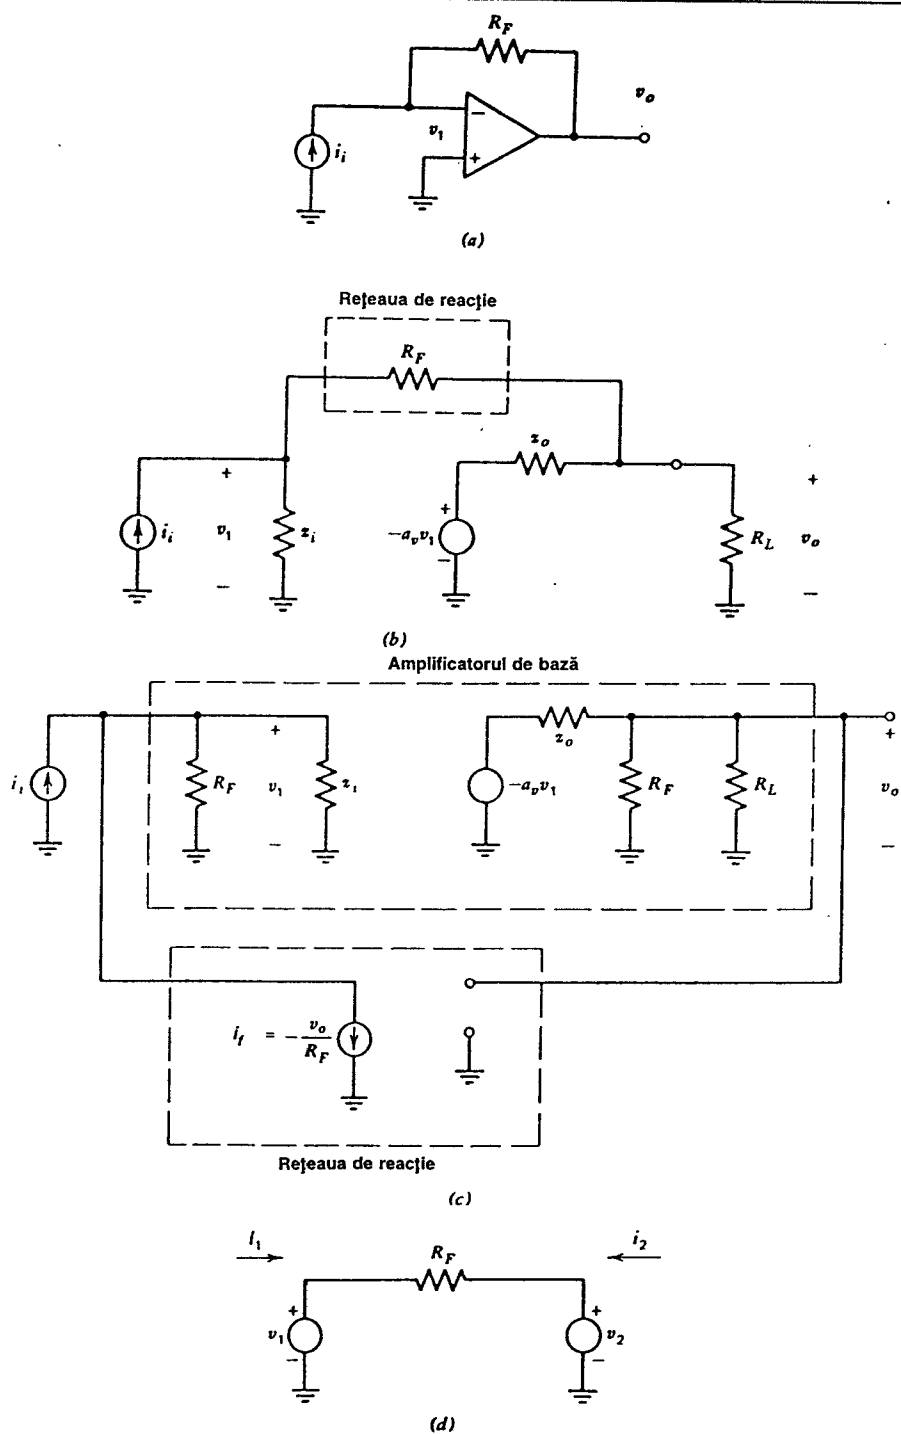 R_F
v_o
v_1
−
+
i_i
(a)
Rețeaua de reacție
R_F
z_o
+
+
+
i_i
v_1
z_i
−a_v v_1
R_L
v_o
−
−
−
(b)
Amplificatorul de bază
+
z_o
+
i_i
R_F
v_1
z_i
−a_v v_1
R_F
R_L
v_o
−
−
i_f = − v_o / R_F
Rețeaua de reacție
(c)
i_1
R_F
i_2
+
+
v_1
v_2
−
−
(d)